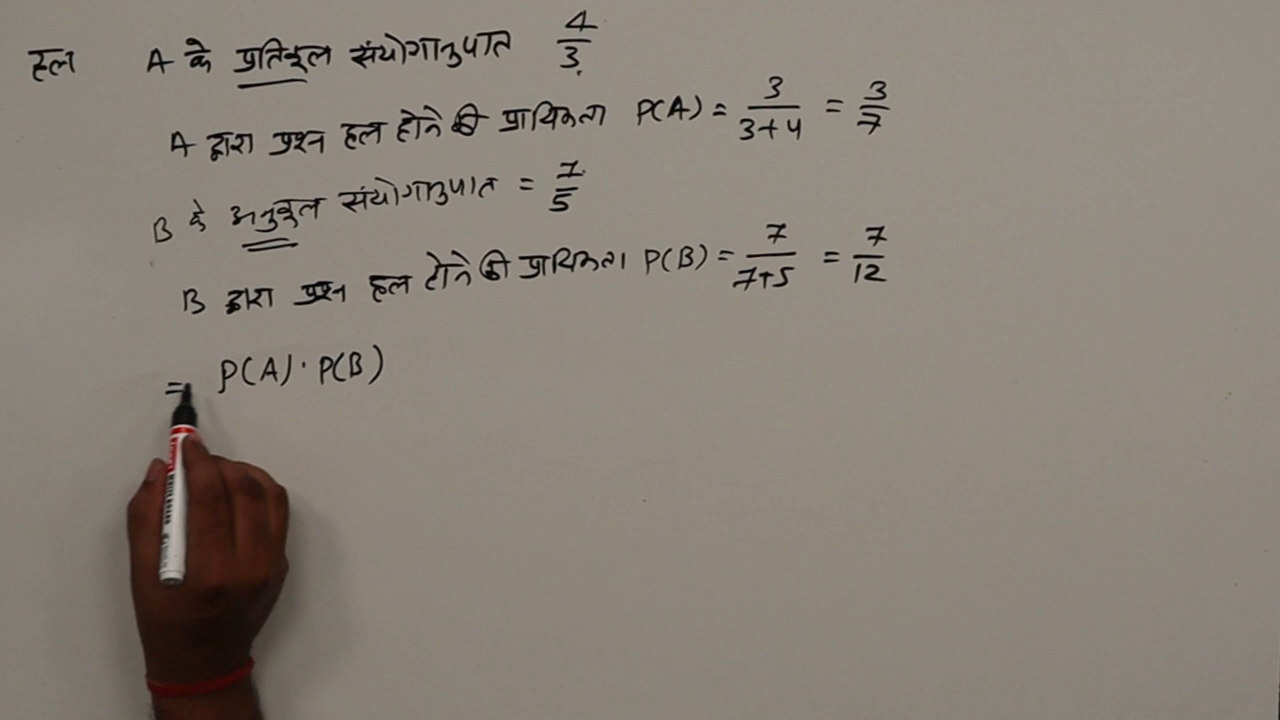 हल A के प्रतिकूल संयोगानुपात 4/3
A द्वारा प्रश्न हल होने की प्रायिकता P(A) = 3/(3+4) = 3/7
B के अनुकूल संयोगानुपात = 7/5
B द्वारा प्रश्न हल होने की प्रायिकता P(B) = 7/(7+5) = 7/12
= P(A) · P(B)